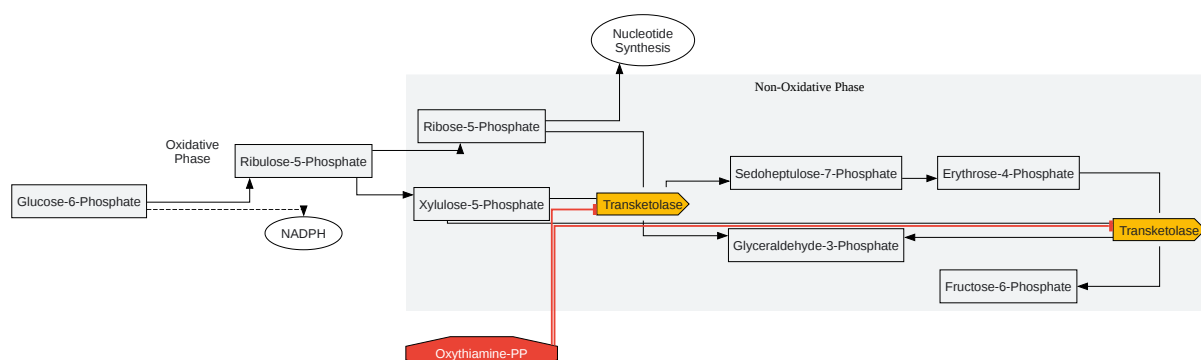 Nucleotide
Synthesis
Non-Oxidative Phase
Ribose-5-Phosphate
Oxidative
Phase
Ribulose-5-Phosphate
Sedoheptulose-7-Phosphate
Erythrose-4-Phosphate
Glucose-6-Phosphate
Xylulose-5-Phosphate
Transketolase
NADPH
Glyceraldehyde-3-Phosphate
Transketolase
Fructose-6-Phosphate
Oxythiamine-PP